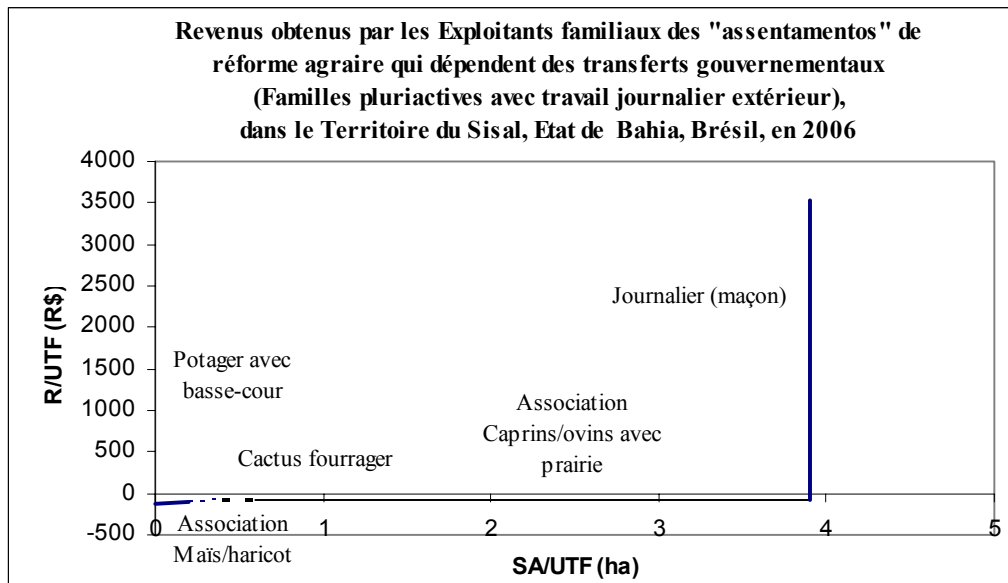 Revenus obtenus par les Exploitants familiaux des "assentamentos" de
réforme agraire qui dépendent des transferts gouvernementaux
(Familles pluriactives avec travail journalier extérieur),
dans le Territoire du Sisal, Etat de Bahia, Brésil, en 2006
4000
3500
3000
2500
2000
1500
1000
500
0
-500
R/UTF (R$)
Journalier (maçon)
Potager avec
basse-cour
Association
Caprins/ovins avec
prairie
Cactus fourrager
Association
Maïs/haricot
0
1
2
3
4
5
SA/UTF (ha)